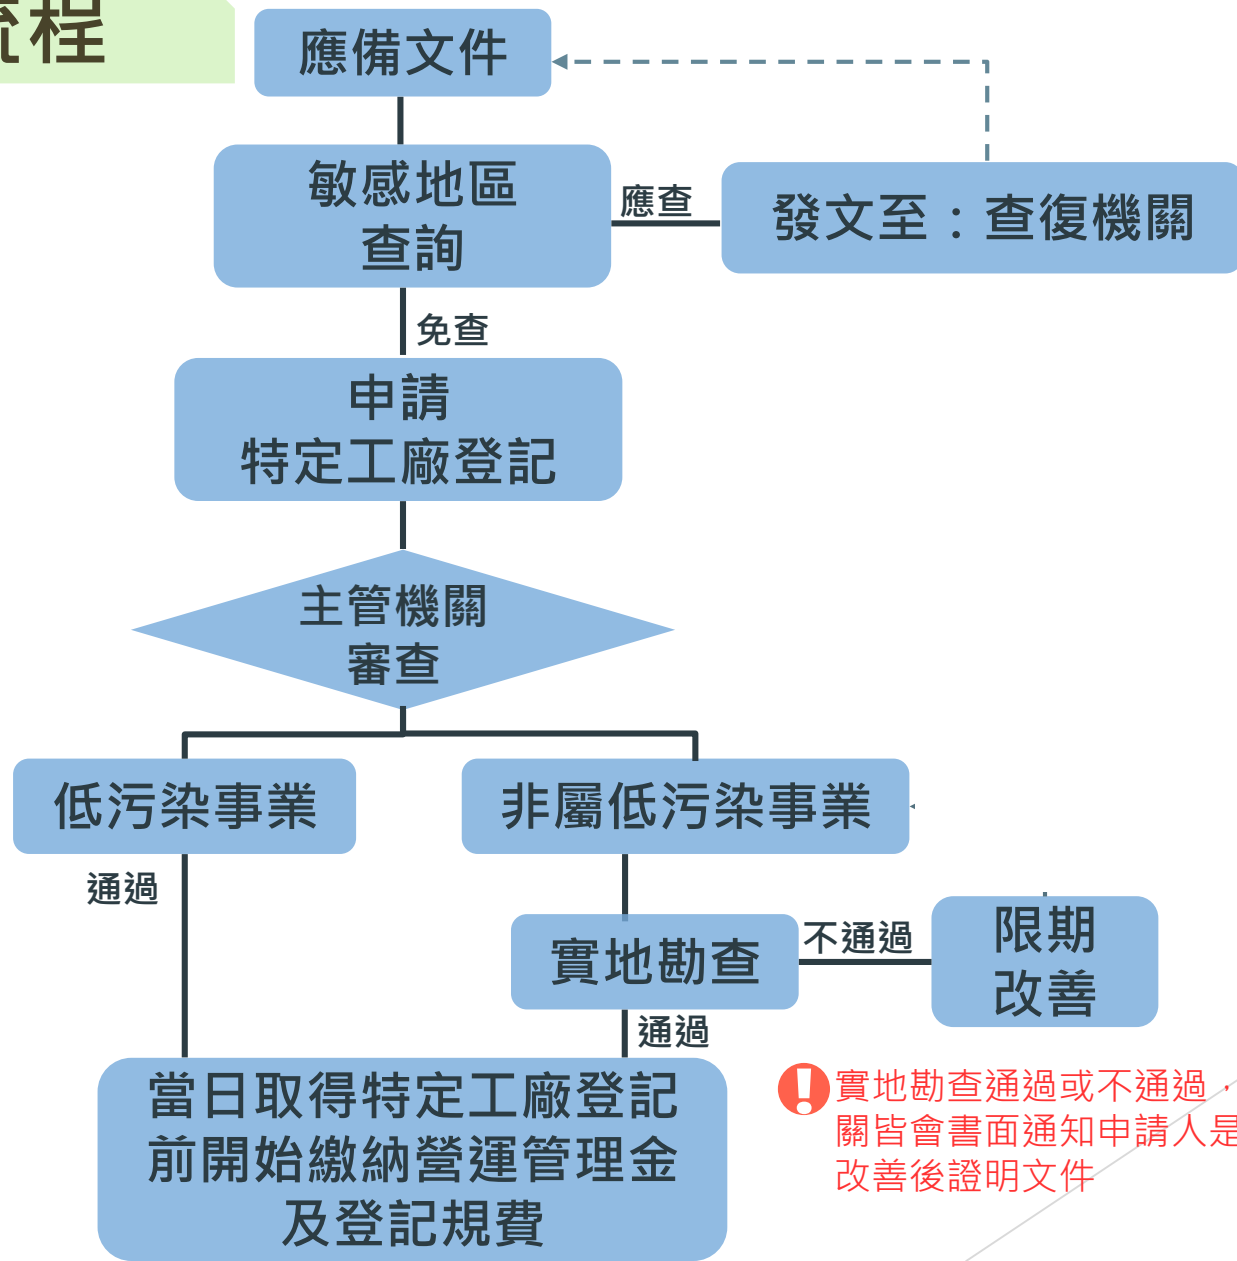 流程
應備文件
敏感地區
查詢
應查
發文至：查復機關
免查
申請
特定工廠登記
主管機關
審查
低污染事業
非屬低污染事業
通過
實地勘查
不通過
限期
改善
通過
當日取得特定工廠登記
前開始繳納營運管理金
及登記規費
實地勘查通過或不通過，
關皆會書面通知申請人是
改善後證明文件